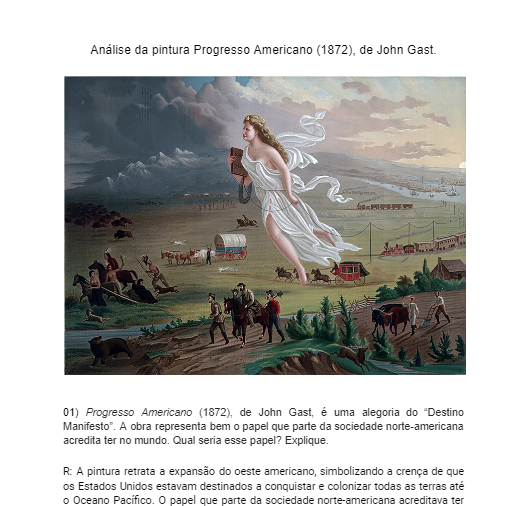 Análise da pintura Progresso Americano (1872), de John Gast.
01) Progresso Americano (1872), de John Gast, é uma alegoria do “Destino
Manifesto”. A obra representa bem o papel que parte da sociedade norte-americana
acredita ter no mundo. Qual seria esse papel? Explique.
R: A pintura retrata a expansão do oeste americano, simbolizando a crença de que
os Estados Unidos estavam destinados a conquistar e colonizar todas as terras até
o Oceano Pacífico. O papel que parte da sociedade norte-americana acreditava ter